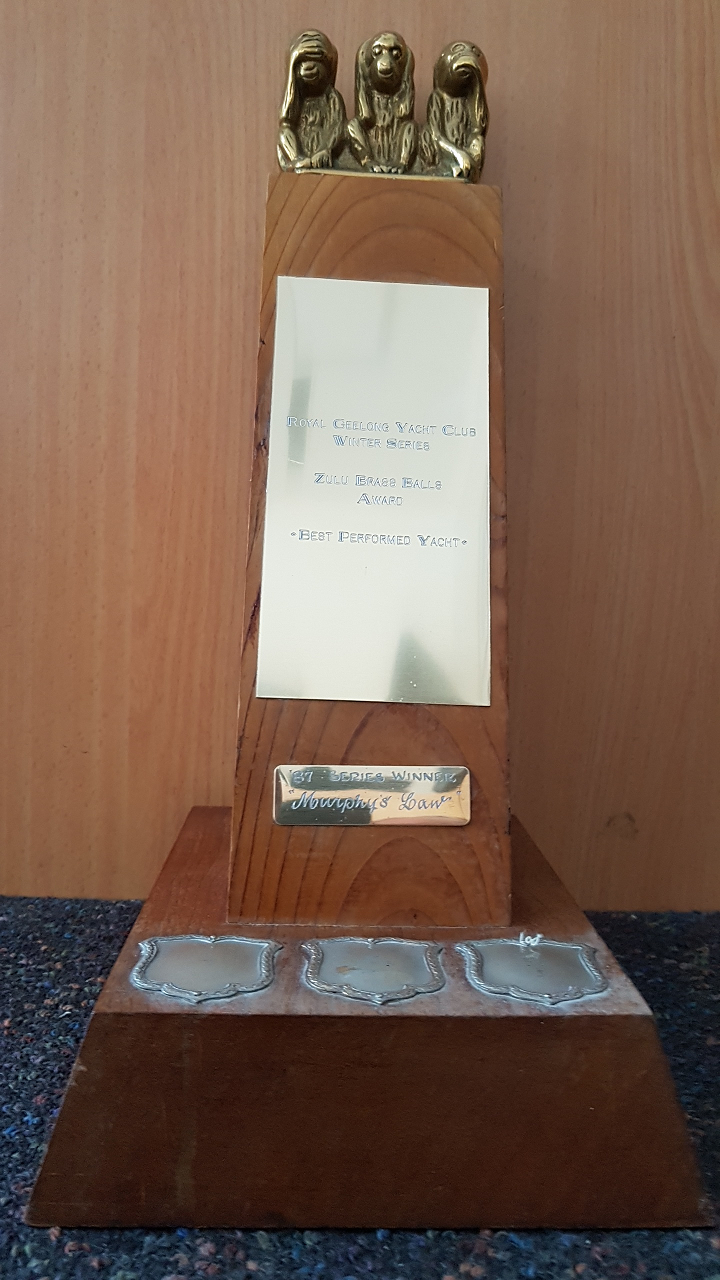 Royal Geelong Yacht Club
Winter Series
Zulu Brass Balls
Award
•Best Performed Yacht•
'87 Series Winner
"Murphy's Law"